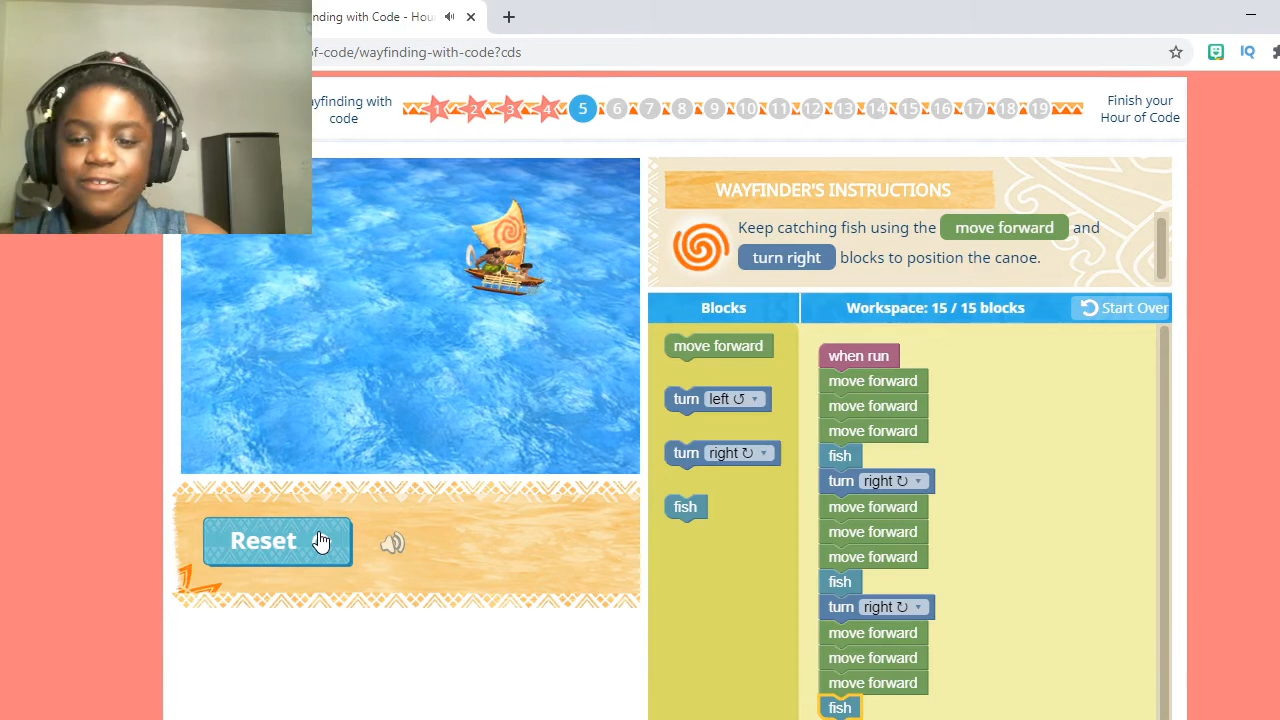 nding with Code - Hou
of-code/wayfinding-with-code?cds
IQ
ayfinding with
code
1 2 3 4 5 6 7 8 9 10 11 12 13 14 15 16 17 18 19
Finish your
Hour of Code
WAYFINDER'S INSTRUCTIONS
Keep catching fish using the move forward and
turn right blocks to position the canoe.
Blocks
Workspace: 15 / 15 blocks
Start Over
move forward
turn left
turn right
fish
when run
move forward
move forward
move forward
fish
turn right
move forward
move forward
move forward
fish
turn right
move forward
move forward
move forward
fish
Reset